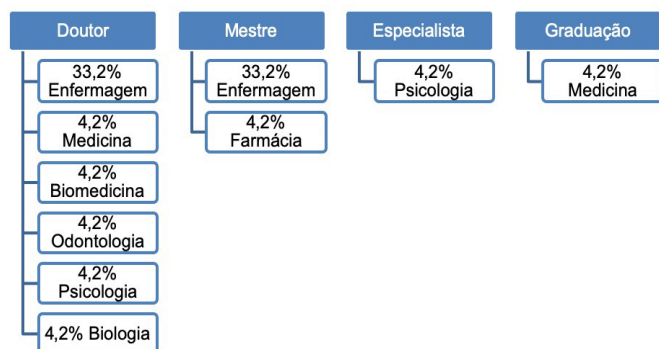 Doutor
33,2%
Enfermagem
4,2%
Medicina
4,2%
Biomedicina
4,2%
Odontologia
4,2%
Psicologia
4,2% Biologia
Mestre
33,2%
Enfermagem
4,2%
Farmácia
Especialista
4,2%
Psicologia
Graduação
4,2%
Medicina